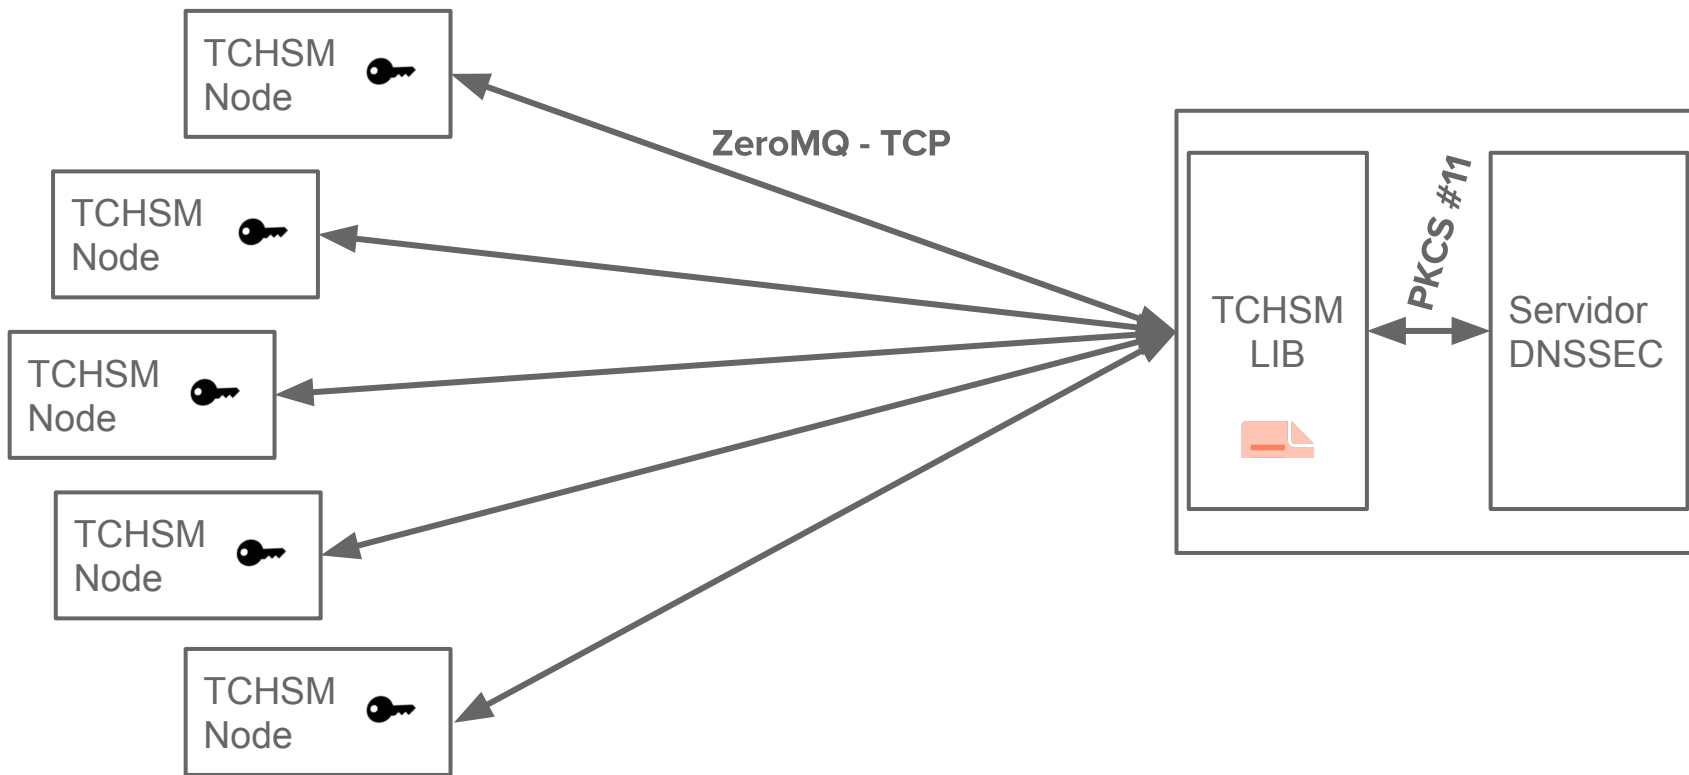 TCHSM
Node
ZeroMQ - TCP
TCHSM
Node
TCHSM
Node
TCHSM
Node
TCHSM
Node
TCHSM
LIB
PKCS #11
Servidor
DNSSEC